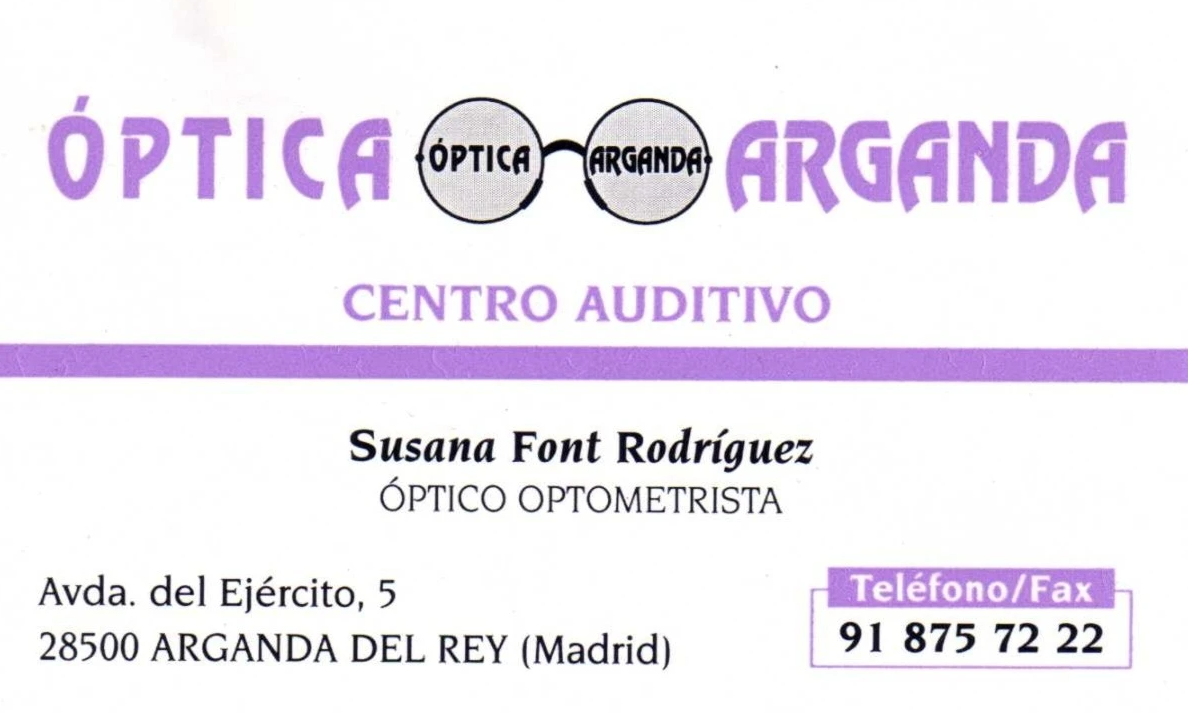 ÓPTICA ÓPTICA ARGANDA ARGANDA
CENTRO AUDITIVO
Susana Font Rodríguez
ÓPTICO OPTOMETRISTA
Avda. del Ejército, 5
28500 ARGANDA DEL REY (Madrid)
Teléfono/Fax
91 875 72 22